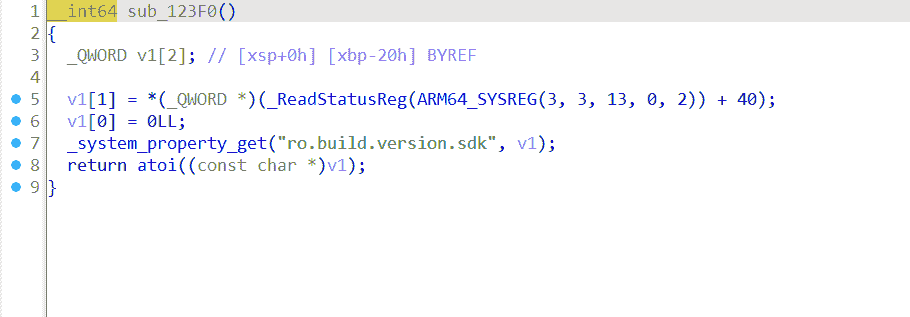 1 __int64 sub_123F0()
2 {
3 _QWORD v1[2]; // [xsp+0h] [xbp-20h] BYREF
4
5 v1[1] = *(_QWORD *)(_ReadStatusReg(ARM64_SYSREG(3, 3, 13, 0, 2)) + 40);
6 v1[0] = 0LL;
7 _system_property_get("ro.build.version.sdk", v1);
8 return atoi((const char *)v1);
9 }